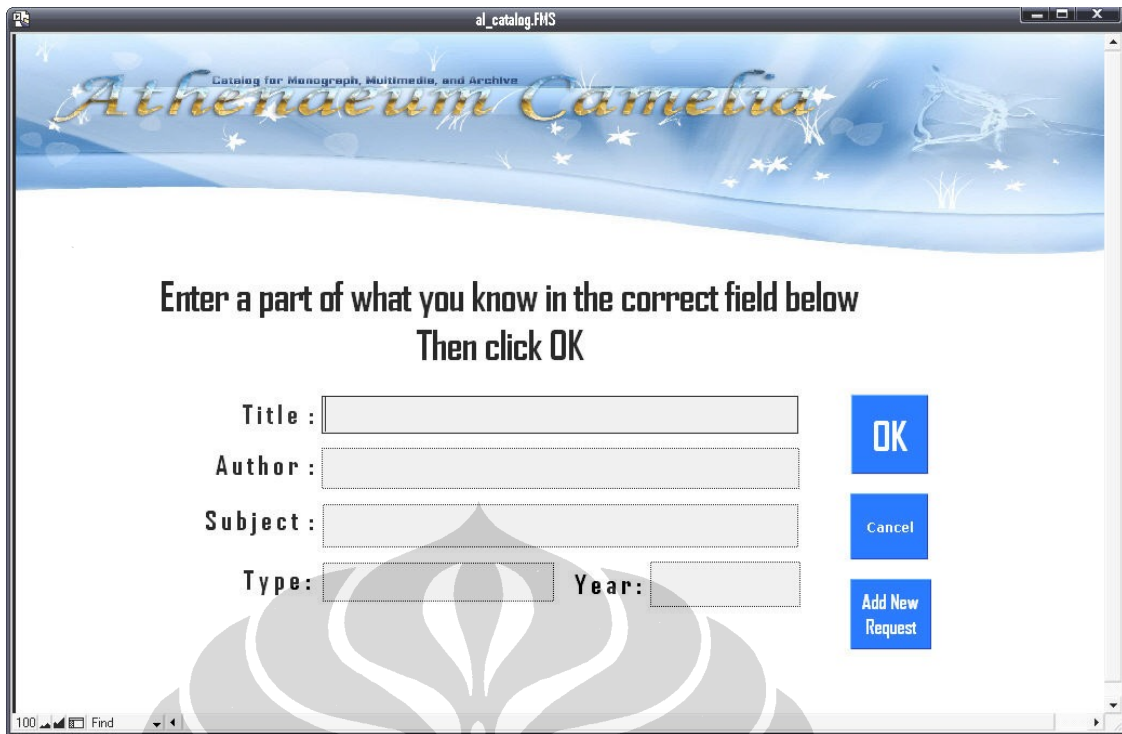 al_catalog.FMS
Catalog for Monograph, Multimedia, and Archive
Athenaeum Camelia
Enter a part of what you know in the correct field below
Then click OK
Title :
OK
Author :
Subject :
Cancel
Type:
Year:
Add New
Request
100
Find